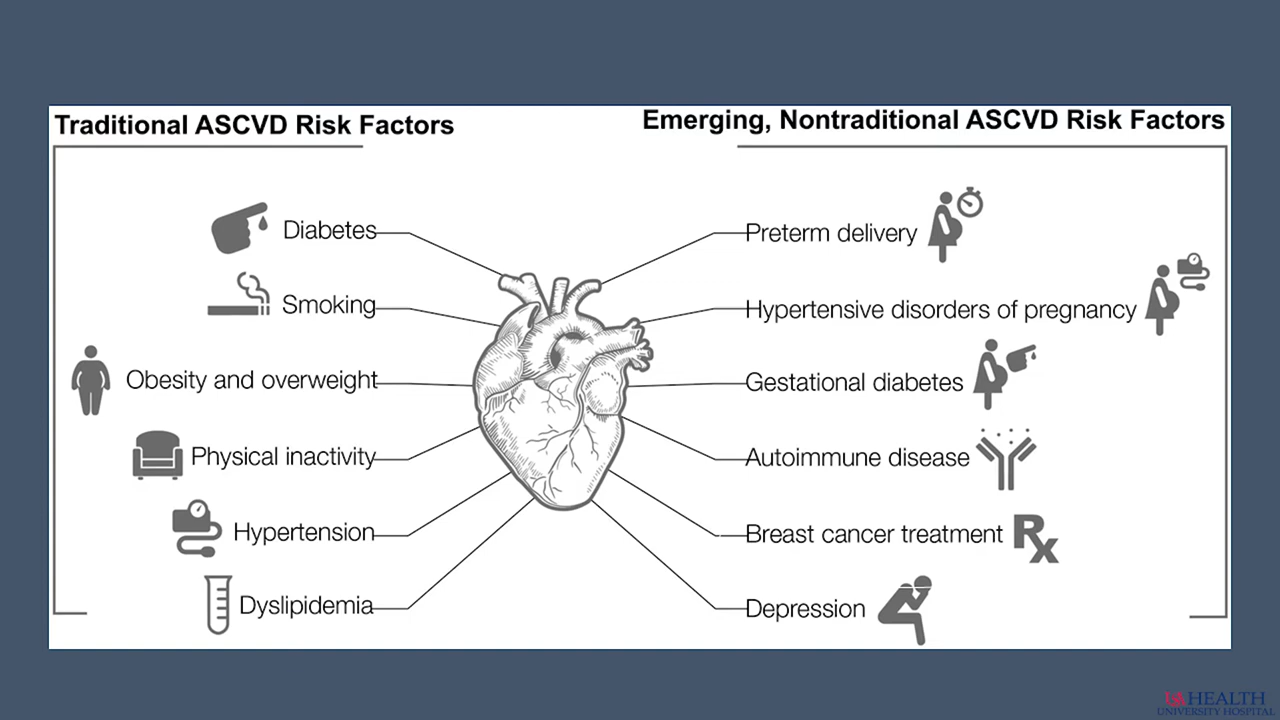 Traditional ASCVD Risk Factors
Diabetes
Smoking
Obesity and overweight
Physical inactivity
Hypertension
Dyslipidemia
Emerging, Nontraditional ASCVD Risk Factors
Preterm delivery
Hypertensive disorders of pregnancy
Gestational diabetes
Autoimmune disease
Breast cancer treatment
Rx
Depression
HEALTH
UNIVERSITY HOSPITAL